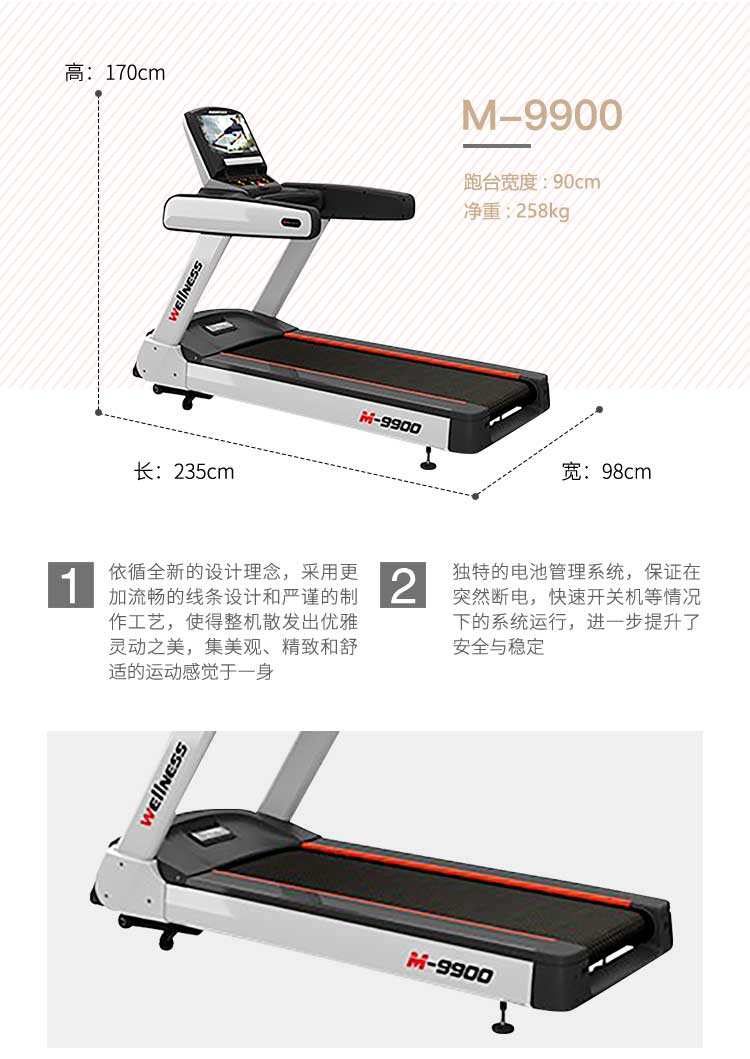 高：170cm
M-9900
跑台宽度：90cm
净重：258kg
WEllNESS
M-9900
长：235cm
宽：98cm
1
依循全新的设计理念，采用更
加流畅的线条设计和严谨的制
作工艺，使得整机散发出优雅
灵动之美，集美观、精致和舒
适的运动感觉于一身
2
独特的电池管理系统，保证在
突然断电，快速开关机等情况
下的系统运行，进一步提升了
安全与稳定
WEllNESS
M-9900